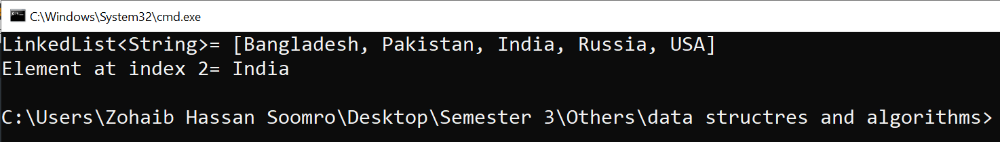 C:\Windows\System32\cmd.exe
LinkedList<String>= [Bangladesh, Pakistan, India, Russia, USA]
Element at index 2= India
C:\Users\Zohaib Hassan Soomro\Desktop\Semester 3\Others\data structres and algorithms>